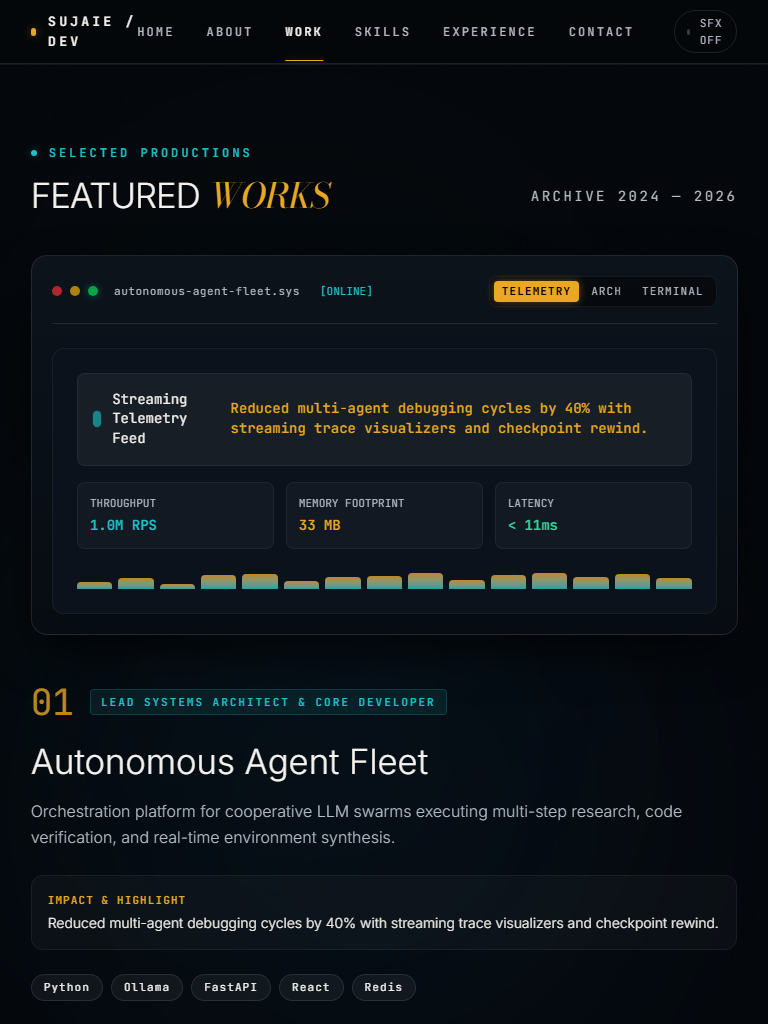 SUJAIE /
DEV
HOME
ABOUT
WORK
SKILLS
EXPERIENCE
CONTACT
SFX
OFF
SELECTED PRODUCTIONS
FEATURED WORKS
ARCHIVE 2024 — 2026
autonomous-agent-fleet.sys
[ONLINE]
TELEMETRY
ARCH
TERMINAL
Streaming
Telemetry
Feed
Reduced multi-agent debugging cycles by 40% with
streaming trace visualizers and checkpoint rewind.
THROUGHPUT
1.0M RPS
MEMORY FOOTPRINT
33 MB
LATENCY
< 11ms
01
LEAD SYSTEMS ARCHITECT & CORE DEVELOPER
Autonomous Agent Fleet
Orchestration platform for cooperative LLM swarms executing multi-step research, code
verification, and real-time environment synthesis.
IMPACT & HIGHLIGHT
Reduced multi-agent debugging cycles by 40% with streaming trace visualizers and checkpoint rewind.
Python
Ollama
FastAPI
React
Redis